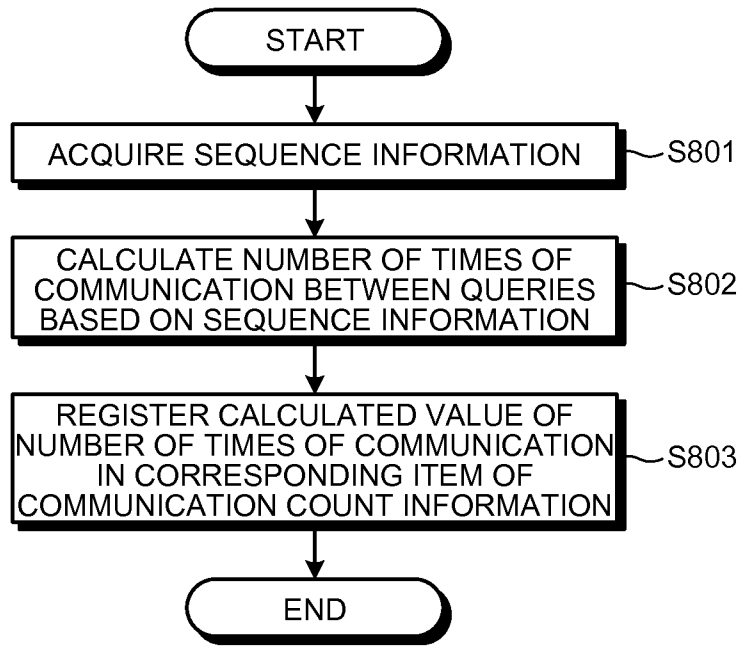 START
ACQUIRE SEQUENCE INFORMATION
S801
CALCULATE NUMBER OF TIMES OF
COMMUNICATION BETWEEN QUERIES
BASED ON SEQUENCE INFORMATION
S802
REGISTER CALCULATED VALUE OF
NUMBER OF TIMES OF COMMUNICATION
IN CORRESPONDING ITEM OF
COMMUNICATION COUNT INFORMATION
S803
END